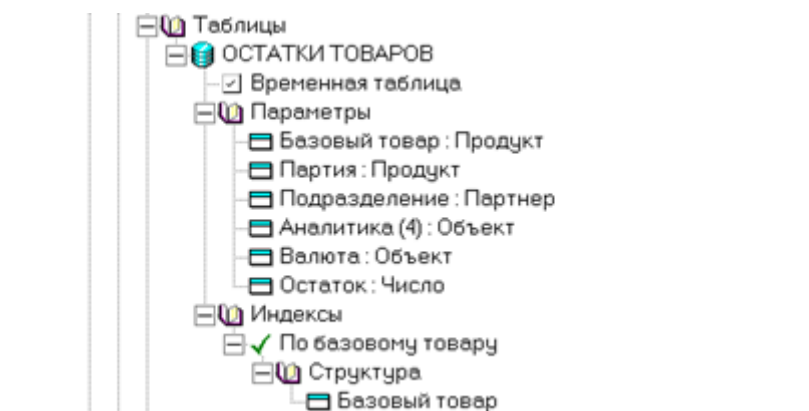 Таблицы
ОСТАТКИ ТОВАРОВ
Временная таблица
Параметры
Базовый товар : Продукт
Партия : Продукт
Подразделение : Партнер
Аналитика (4) : Объект
Валюта : Объект
Остаток : Число
Индексы
По базовому товару
Структура
Базовый товар